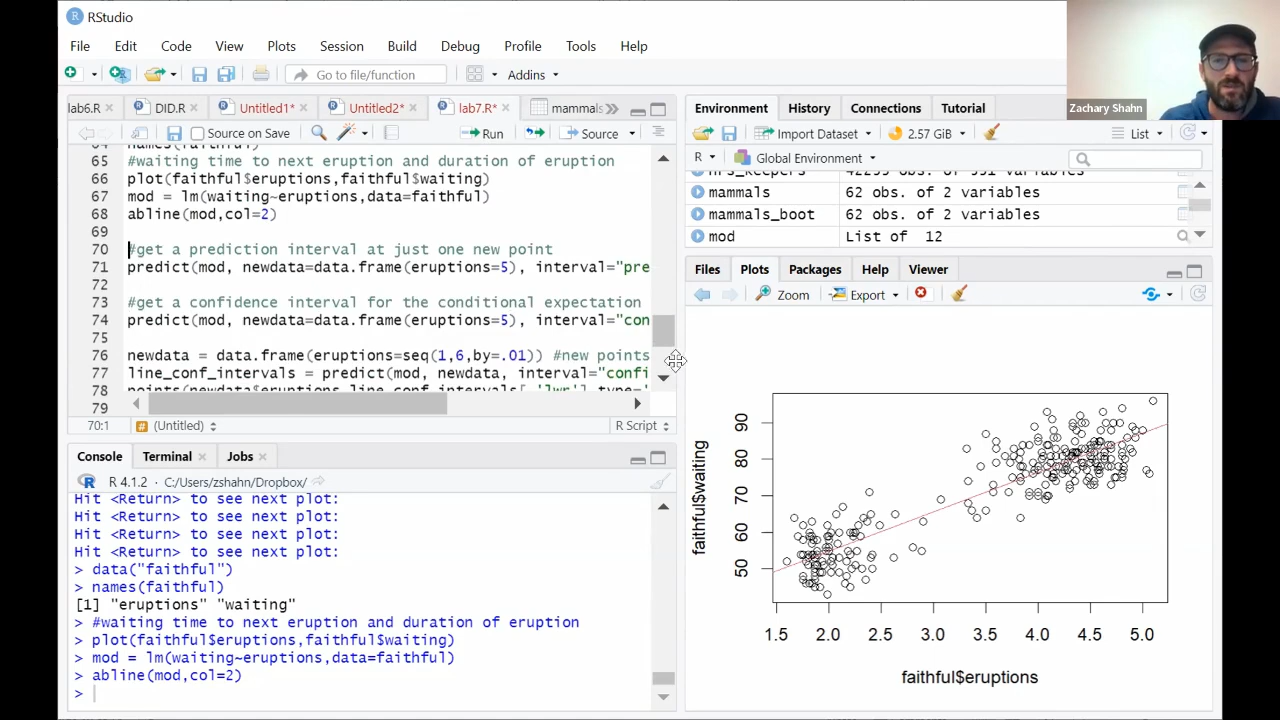 RStudio
File Edit Code View Plots Session Build Debug Profile Tools Help
Go to file/function Addins
lab6.R DID.R Untitled1* Untitled2* lab7.R* mammals
Source on Save Run Source
65 #waiting time to next eruption and duration of eruption
66 plot(faithful$eruptions,faithful$waiting)
67 mod = lm(waiting~eruptions,data=faithful)
68 abline(mod,col=2)
69
70 #get a prediction interval at just one new point
71 predict(mod, newdata=data.frame(eruptions=5), interval="pre
72
73 #get a confidence interval for the conditional expectation
74 predict(mod, newdata=data.frame(eruptions=5), interval="con
75
76 newdata = data.frame(eruptions=seq(1,6,by=.01)) #new points
77 line_conf_intervals = predict(mod, newdata, interval="confi
78
79
70:1 # (Untitled) R Script
Console Terminal Jobs
R R 4.1.2 · C:/Users/zshahn/Dropbox/
Hit <Return> to see next plot:
Hit <Return> to see next plot:
Hit <Return> to see next plot:
Hit <Return> to see next plot:
> data("faithful")
> names(faithful)
[1] "eruptions" "waiting"
> #waiting time to next eruption and duration of eruption
> plot(faithful$eruptions,faithful$waiting)
> mod = lm(waiting~eruptions,data=faithful)
> abline(mod,col=2)
>
Environment History Connections Tutorial
Import Dataset 2.57 GiB List
R Global Environment
mammals 62 obs. of 2 variables
mammals_boot 62 obs. of 2 variables
mod List of 12
Files Plots Packages Help Viewer
Zoom Export
faithful$waiting
90
80
70
60
50
1.5 2.0 2.5 3.0 3.5 4.0 4.5 5.0
faithful$eruptions
Zachary Shahn